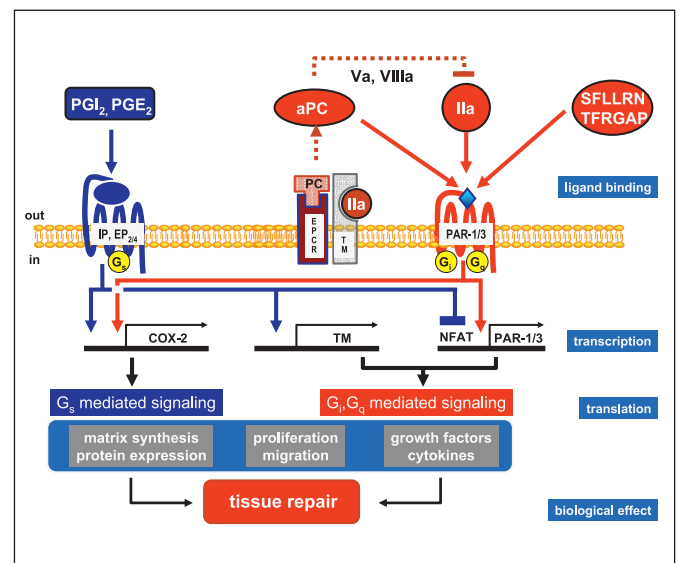 Va, VIIIa
PGI2, PGE2
aPC
IIa
SFLLRN
TFRGAP
ligand binding
PC
IIa
out
in
IP, EP2/4
EPCR
TM
PAR-1/3
Gs
Gi
Gq
COX-2
TM
NFAT
PAR-1/3
transcription
Gs mediated signaling
Gi,Gq mediated signaling
translation
matrix synthesis
protein expression
proliferation
migration
growth factors
cytokines
tissue repair
biological effect